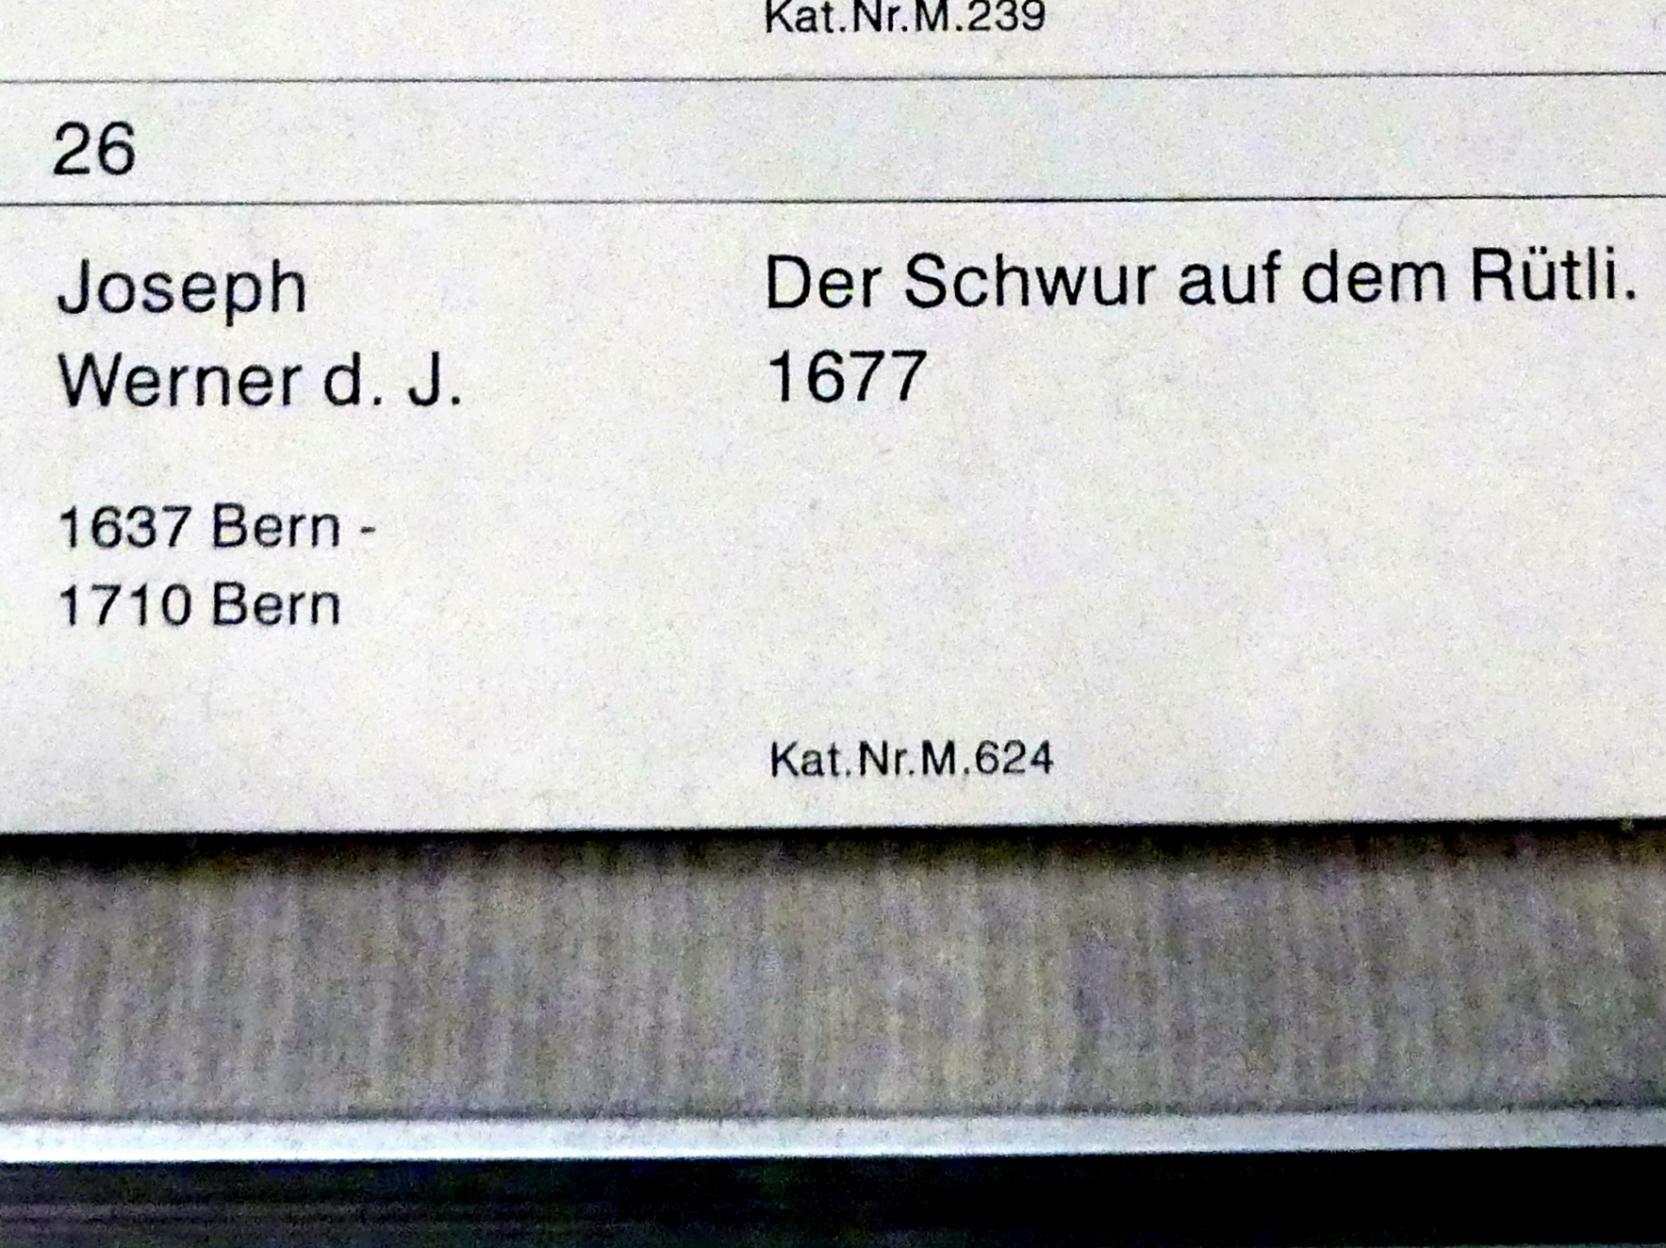 Kat.Nr.M.239
26
Joseph
Werner d. J.
1637 Bern -
1710 Bern
Der Schwur auf dem Rütli.
1677
Kat.Nr.M.624